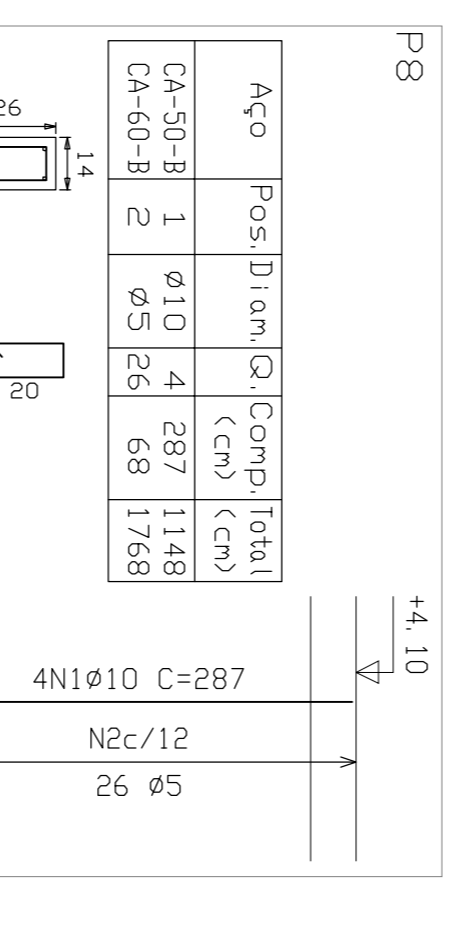 P8
Aço Pos. Diam. Q. Comp. (cm) Total (cm)
CA-50-B 1 Ø10 4 287 1148
CA-60-B 2 Ø5 26 68 1768
26
14
20
+4,10
4N1Ø10 C=287
N2c/12
26 Ø5